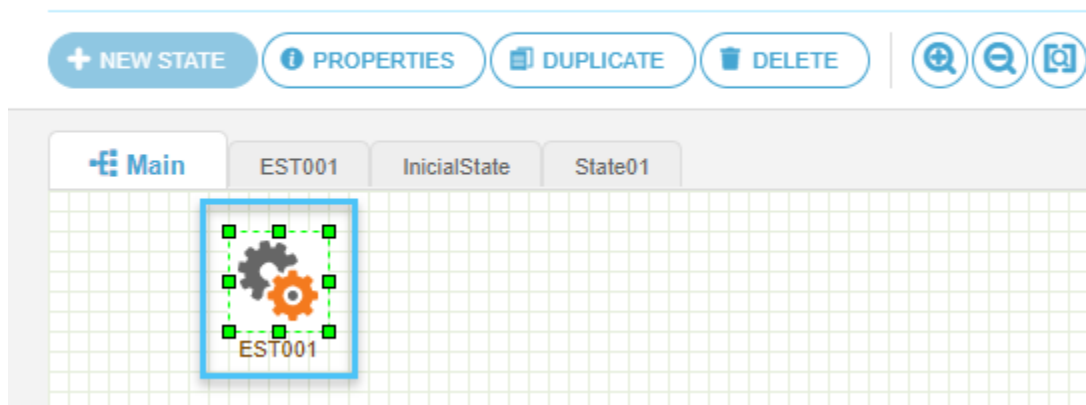 NEW STATE PROPERTIES DUPLICATE DELETE
Main EST001 InicialState State01
EST001